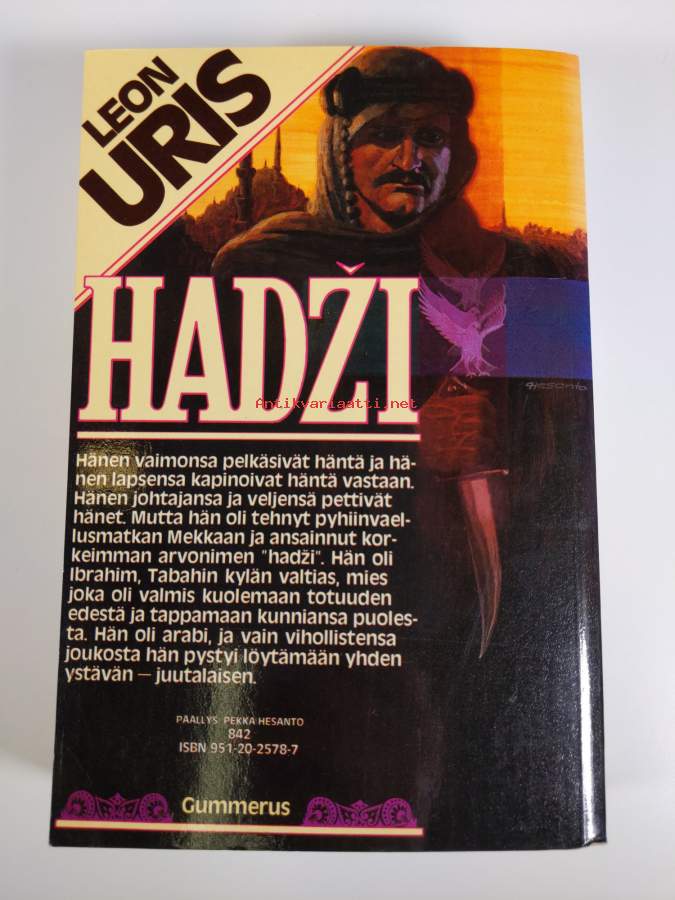 LEON
URIS
HADŽI
Antikvariaatti.net
Hesanto
Hänen vaimonsa pelkäsivät häntä ja hä-
nen lapsensa kapinoivat häntä vastaan.
Hänen johtajansa ja veljensä pettivät
hänet. Mutta hän oli tehnyt pyhiinvael-
lusmatkan Mekkaan ja ansainnut kor-
keimman arvonimen "hadži". Hän oli
Ibrahim, Tabahin kylän valtias, mies
joka oli valmis kuolemaan totuuden
edestä ja tappamaan kunniansa puoles-
ta. Hän oli arabi, ja vain vihollistensa
joukosta hän pystyi löytämään yhden
ystävän — juutalaisen.
PÄÄLLYS: PEKKA HESANTO
842
ISBN 951-20-2578-7
Gummerus